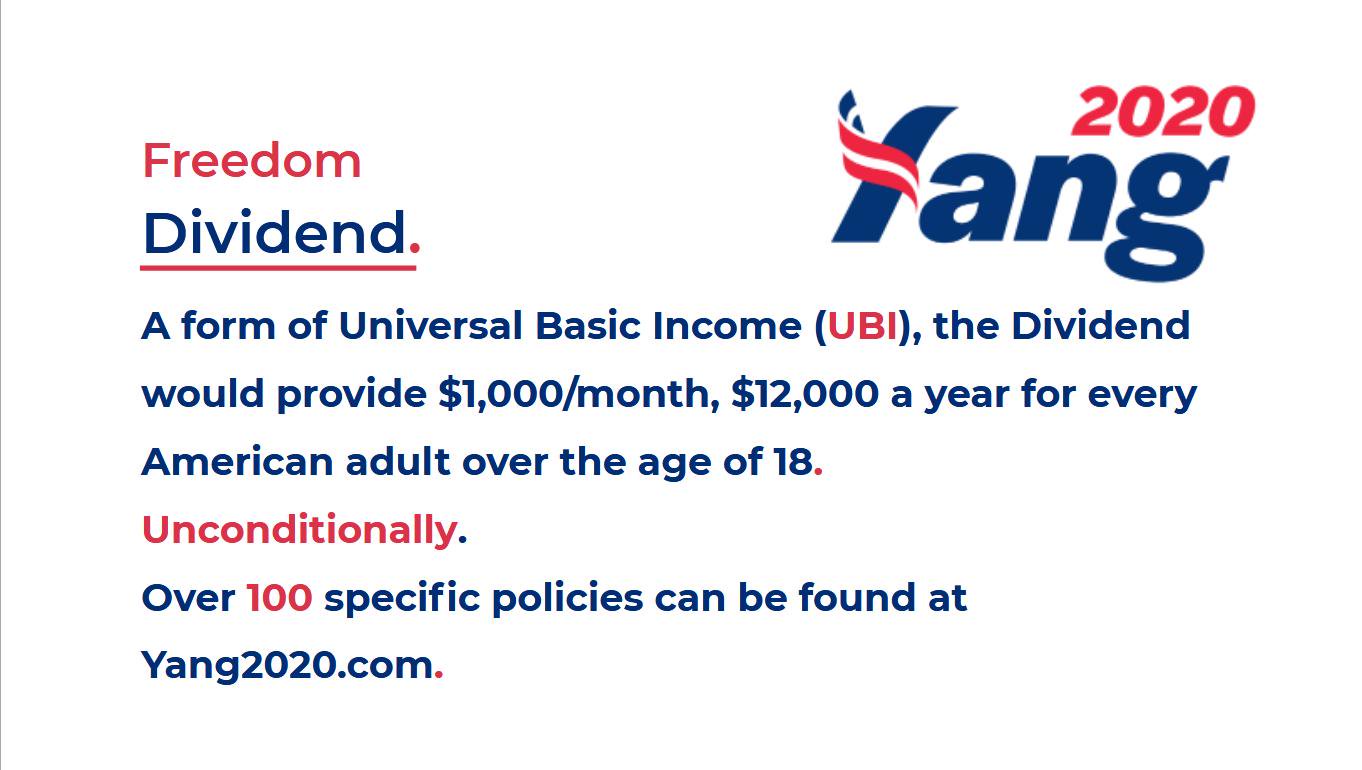 2020
Yang
Freedom
Dividend.
A form of Universal Basic Income (UBI), the Dividend
would provide $1,000/month, $12,000 a year for every
American adult over the age of 18.
Unconditionally.
Over 100 specific policies can be found at
Yang2020.com.